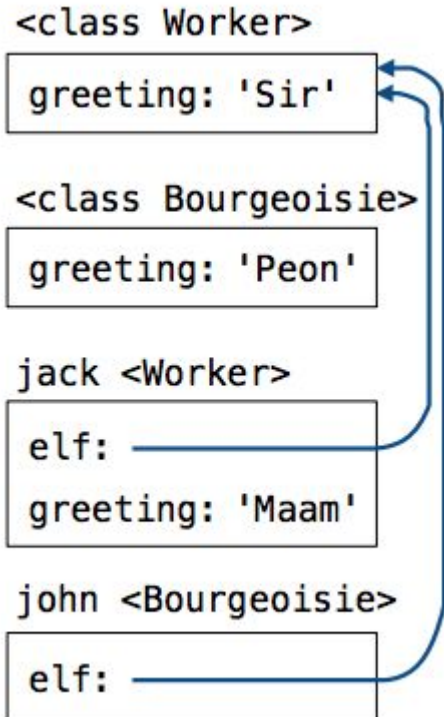 <class Worker>
greeting: 'Sir'
<class Bourgeoisie>
greeting: 'Peon'
jack <Worker>
elf:
greeting: 'Maam'
john <Bourgeoisie>
elf: